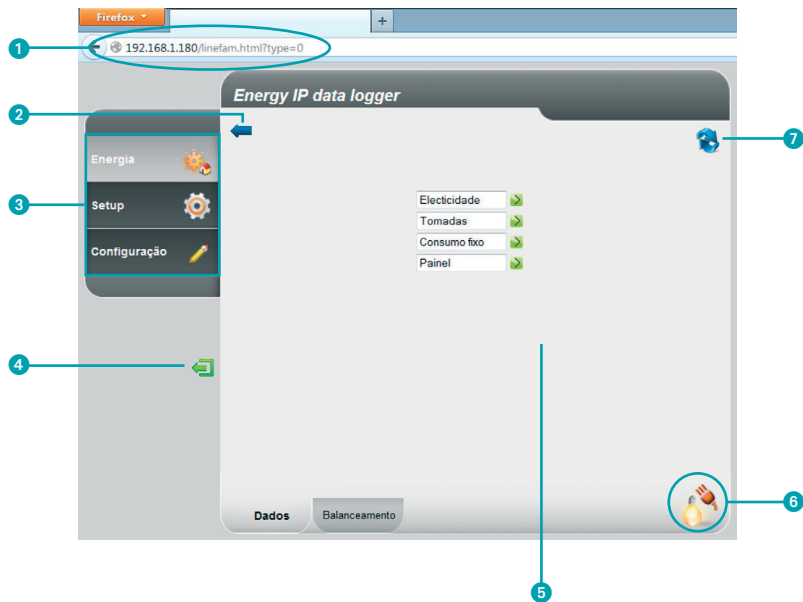 Firefox
+
1
192.168.1.180/linefam.html?type=0
Energy IP data logger
2
7
Energia
3
Setup
Configuração
Electicidade
Tomadas
Consumo fixo
Painel
4
6
Dados
Balanceamento
5